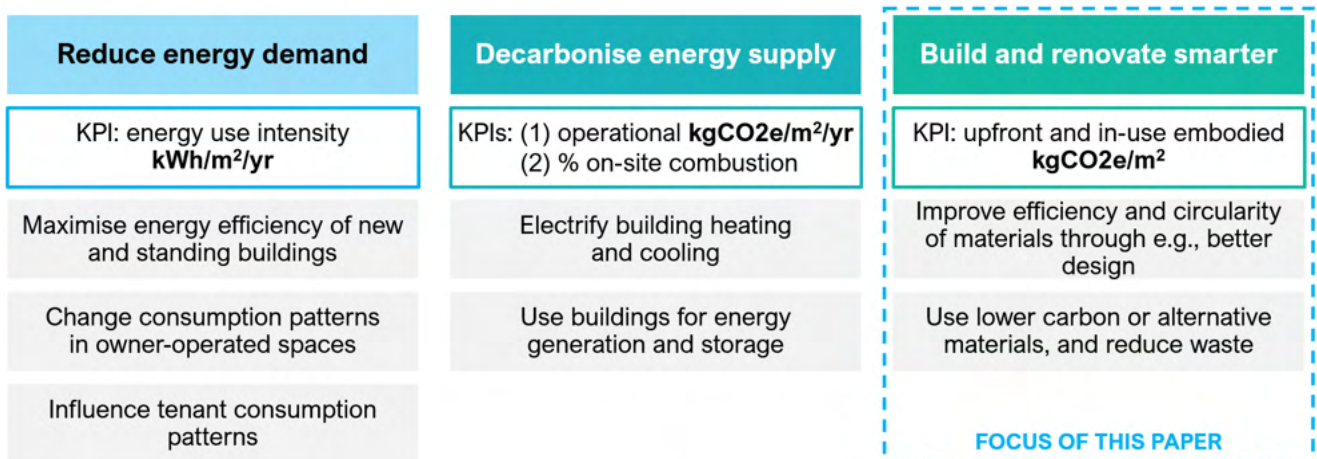 Reduce energy demand
KPI: energy use intensity
kWh/m²/yr
Maximise energy efficiency of new
and standing buildings
Change consumption patterns
in owner-operated spaces
Influence tenant consumption
patterns
Decarbonise energy supply
KPIs: (1) operational kgCO2e/m²/yr
(2) % on-site combustion
Electrify building heating
and cooling
Use buildings for energy
generation and storage
Build and renovate smarter
KPI: upfront and in-use embodied
kgCO2e/m²
Improve efficiency and circularity
of materials through e.g., better
design
Use lower carbon or alternative
materials, and reduce waste
FOCUS OF THIS PAPER